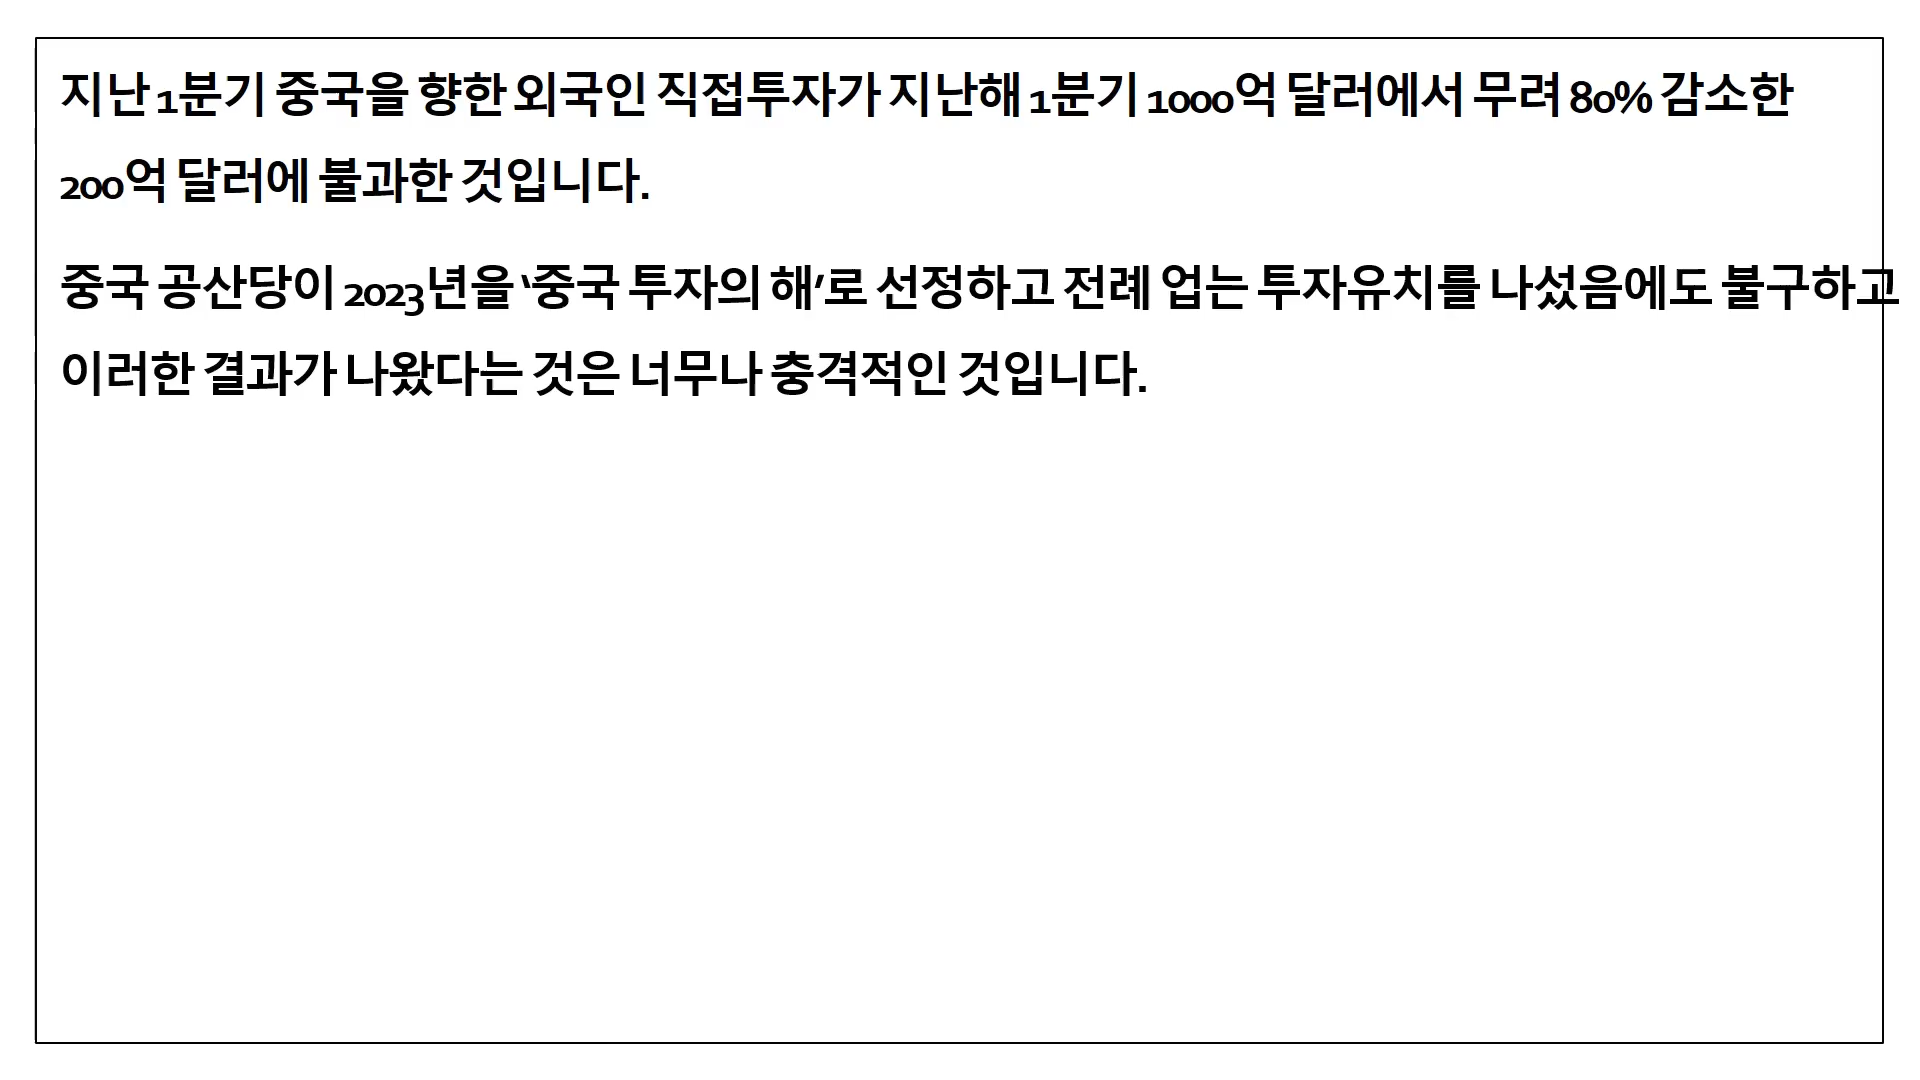 지난 1분기 중국을 향한 외국인 직접투자가 지난해 1분기 1000억 달러에서 무려 80% 감소한
200억 달러에 불과한 것입니다.
중국 공산당이 2023년을 ‘중국 투자의 해’로 선정하고 전례 업는 투자유치를 나섰음에도 불구하고
이러한 결과가 나왔다는 것은 너무나 충격적인 것입니다.